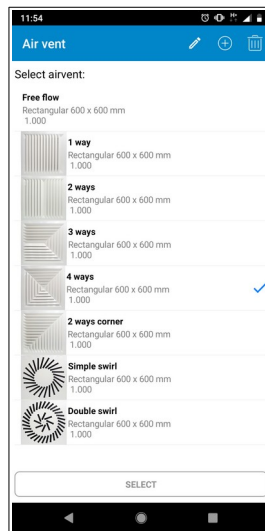 11:54
Air vent
Select airvent:
Free flow
Rectangular 600 x 600 mm
1.000
1 way
Rectangular 600 x 600 mm
1.000
2 ways
Rectangular 600 x 600 mm
1.000
3 ways
Rectangular 600 x 600 mm
1.000
4 ways
Rectangular 600 x 600 mm
1.000
2 ways corner
Rectangular 600 x 600 mm
1.000
Simple swirl
Rectangular 600 x 600 mm
1.000
Double swirl
Rectangular 600 x 600 mm
1.000
SELECT